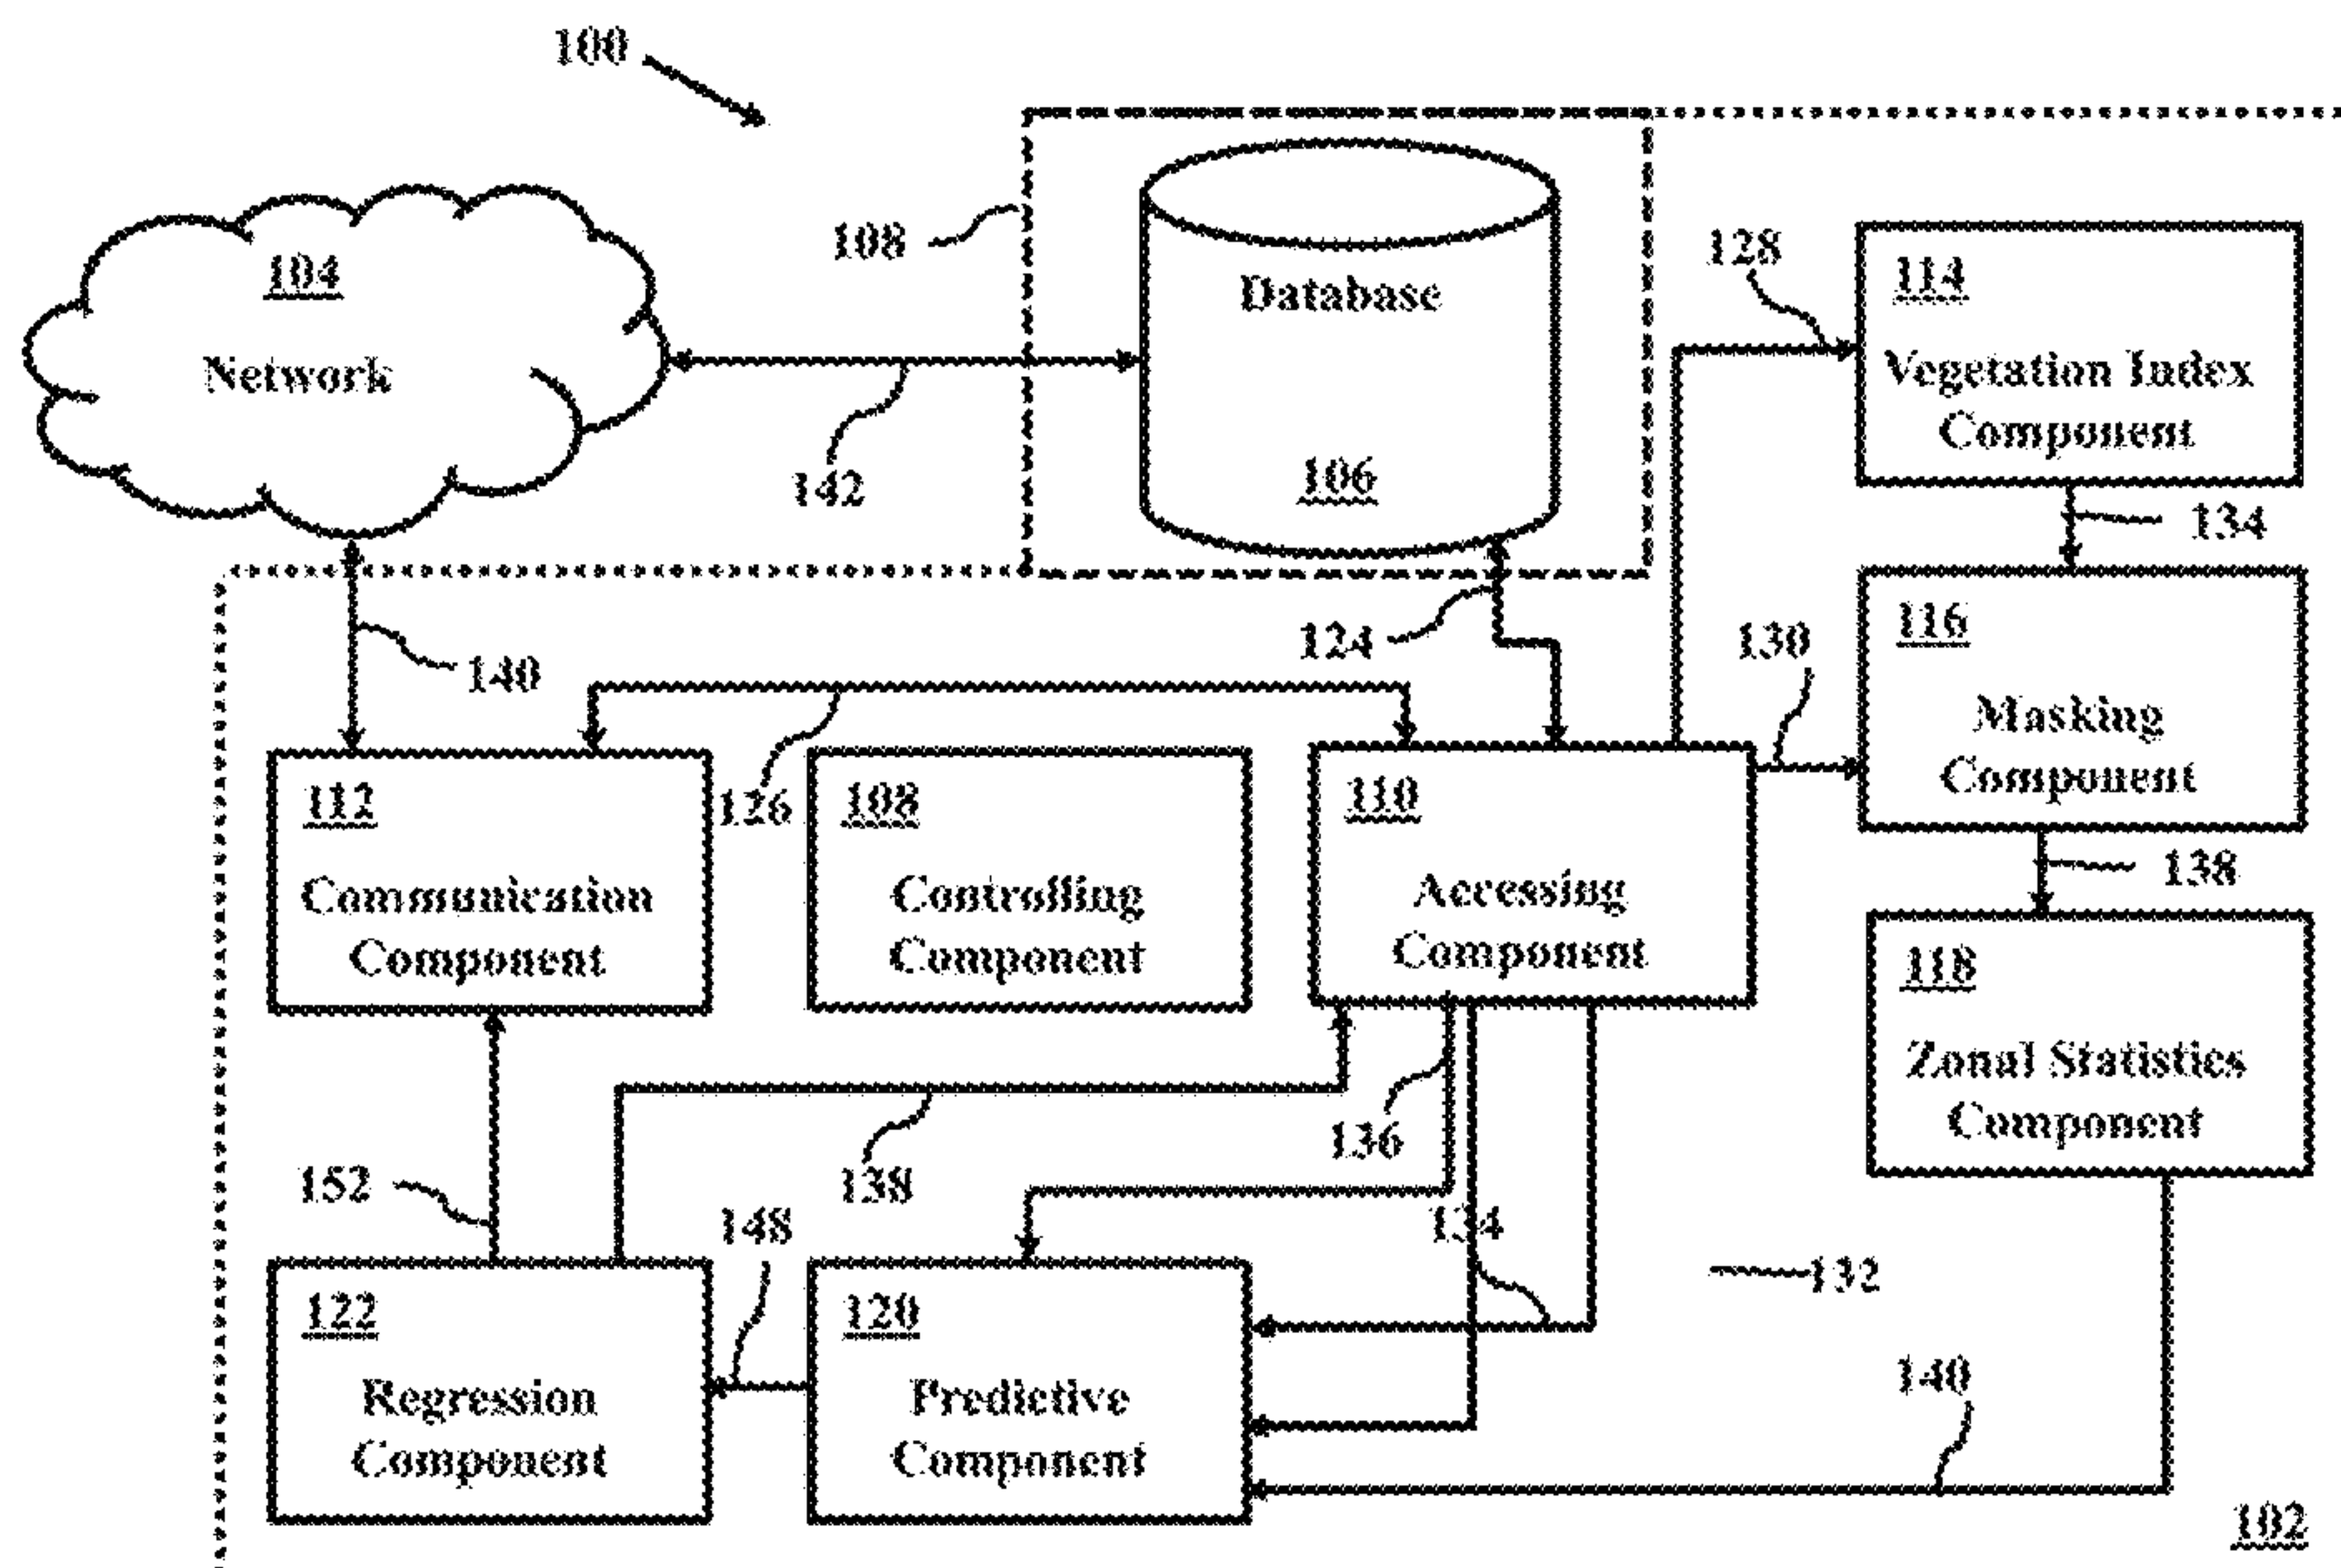 100
108
104
Network
142
Database
106
128
114
Vegetation Index
Component
134
124
140
130
116
Masking
Component
126
138
112
Communication
Component
108
Controlling
Component
110
Accessing
Component
118
Zonal Statistics
Component
136
152
138
148
134
132
122
Regression
Component
120
Predictive
Component
140
102